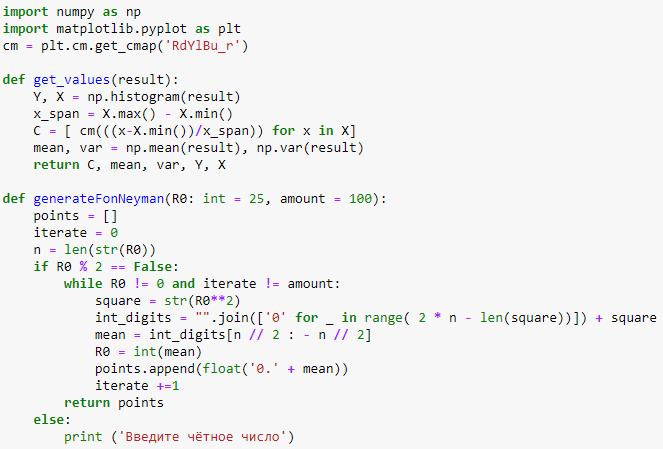 import numpy as np
import matplotlib.pyplot as plt
cm = plt.cm.get_cmap('RdYlBu_r')

def get_values(result):
    Y, X = np.histogram(result)
    x_span = X.max() - X.min()
    C = [ cm(((x-X.min())/x_span)) for x in X]
    mean, var = np.mean(result), np.var(result)
    return C, mean, var, Y, X

def generateFonNeyman(R0: int = 25, amount = 100):
    points = []
    iterate = 0
    n = len(str(R0))
    if R0 % 2 == False:
        while R0 != 0 and iterate != amount:
            square = str(R0**2)
            int_digits = "".join(['0' for _ in range( 2 * n - len(square))]) + square
            mean = int_digits[n // 2 : - n // 2]
            R0 = int(mean)
            points.append(float('0.' + mean))
            iterate +=1
        return points
    else:
        print ('Введите чётное число')